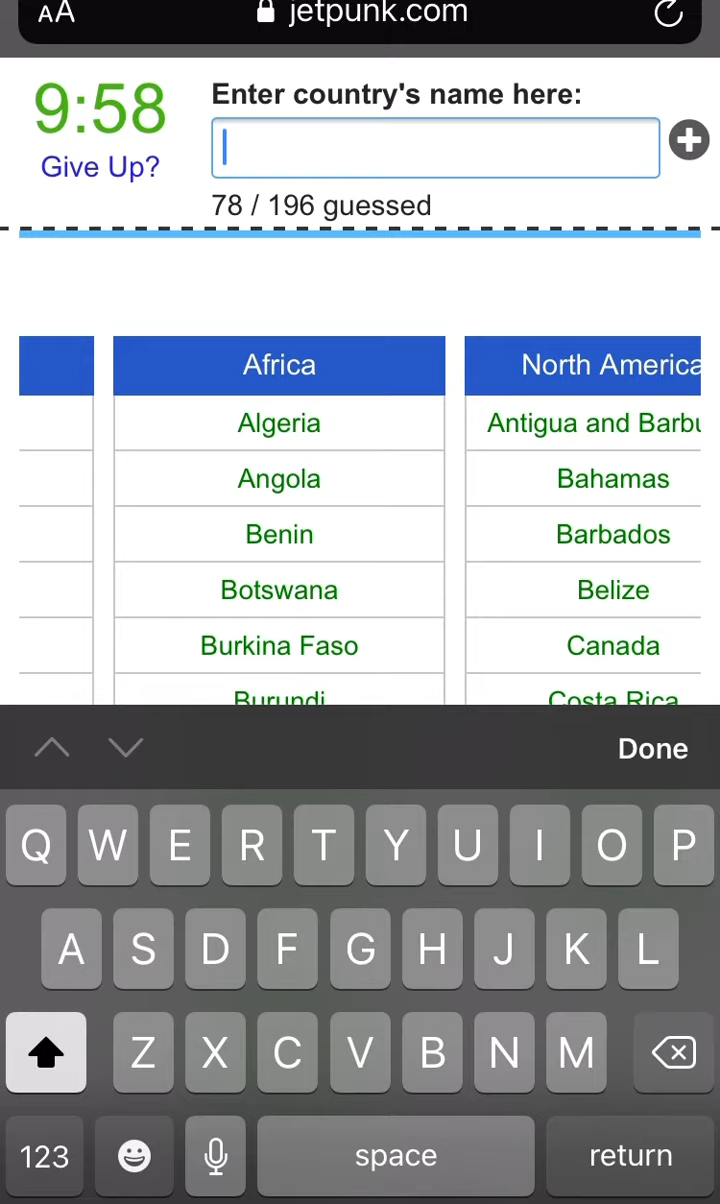 AA jetpunk.com
9:58
Give Up?
Enter country's name here:
78 / 196 guessed
Africa
North America
Algeria
Antigua and Barbu
Angola
Bahamas
Benin
Barbados
Botswana
Belize
Burkina Faso
Canada
Burundi
Costa Rica
Done
Q W E R T Y U I O P
A S D F G H J K L
Z X C V B N M
123 space return